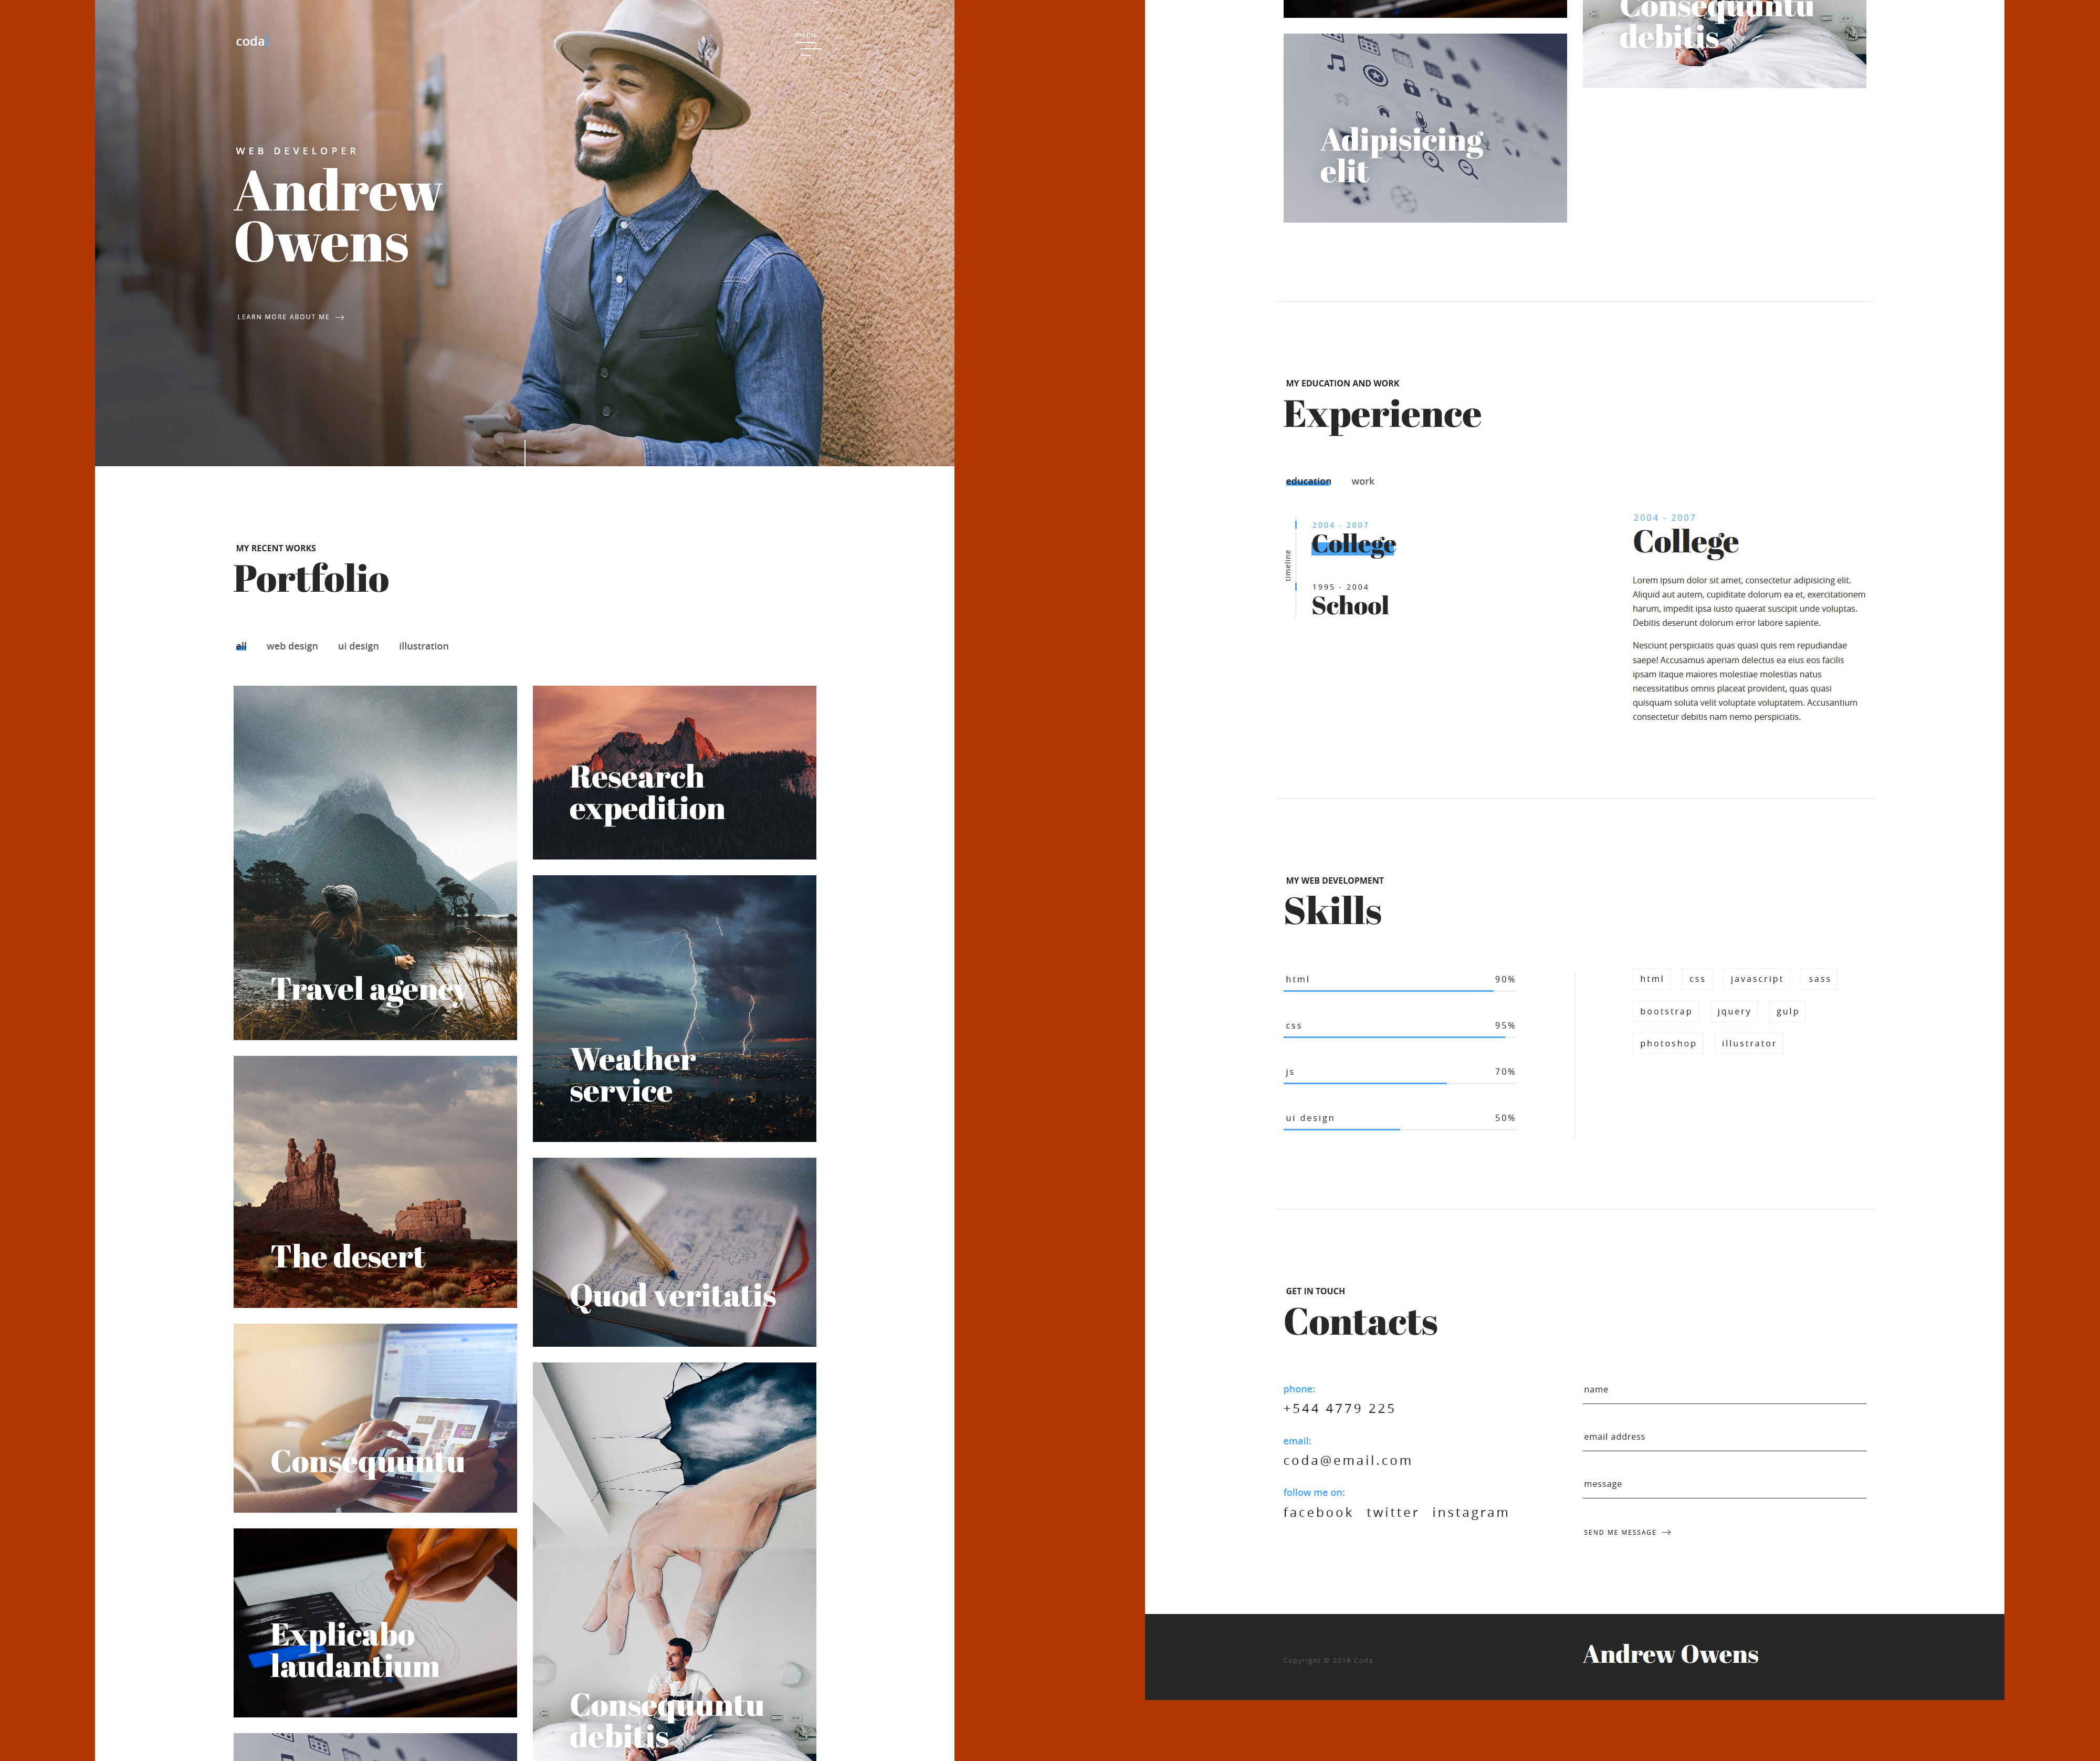 coda
menu
WEB DEVELOPER
Andrew
Owens
LEARN MORE ABOUT ME
MY RECENT WORKS
Portfolio
all web design ui design illustration
Travel agency
Research
expedition
Weather
service
The desert
Quod veritatis
Consequuntu
Explicabo
laudantium
Consequuntu
debitis
Consequuntu
debitis
Adipisicing
elit
MY EDUCATION AND WORK
Experience
education work
timeline
2004 - 2007
College
1995 - 2004
School
2004 - 2007
College
Lorem ipsum dolor sit amet, consectetur adipisicing elit.
Aliquid aut autem, cupiditate dolorum ea et, exercitationem
harum, impedit ipsa iusto quaerat suscipit unde voluptas.
Debitis deserunt dolorum error labore sapiente.
Nesciunt perspiciatis quas quasi quis rem repudiandae
saepe! Accusamus aperiam delectus ea eius eos facilis
ipsam itaque maiores molestiae molestias natus
necessitatibus omnis placeat provident, quas quasi
quisquam soluta velit voluptate voluptatem. Accusantium
consectetur debitis nam nemo perspiciatis.
MY WEB DEVELOPMENT
Skills
html 90%
css 95%
js 70%
ui design 50%
html css javascript sass
bootstrap jquery gulp
photoshop illustrator
GET IN TOUCH
Contacts
phone:
+544 4779 225
email:
coda@email.com
follow me on:
facebook twitter instagram
name
email address
message
SEND ME MESSAGE
Copyright © 2018 Coda
Andrew Owens